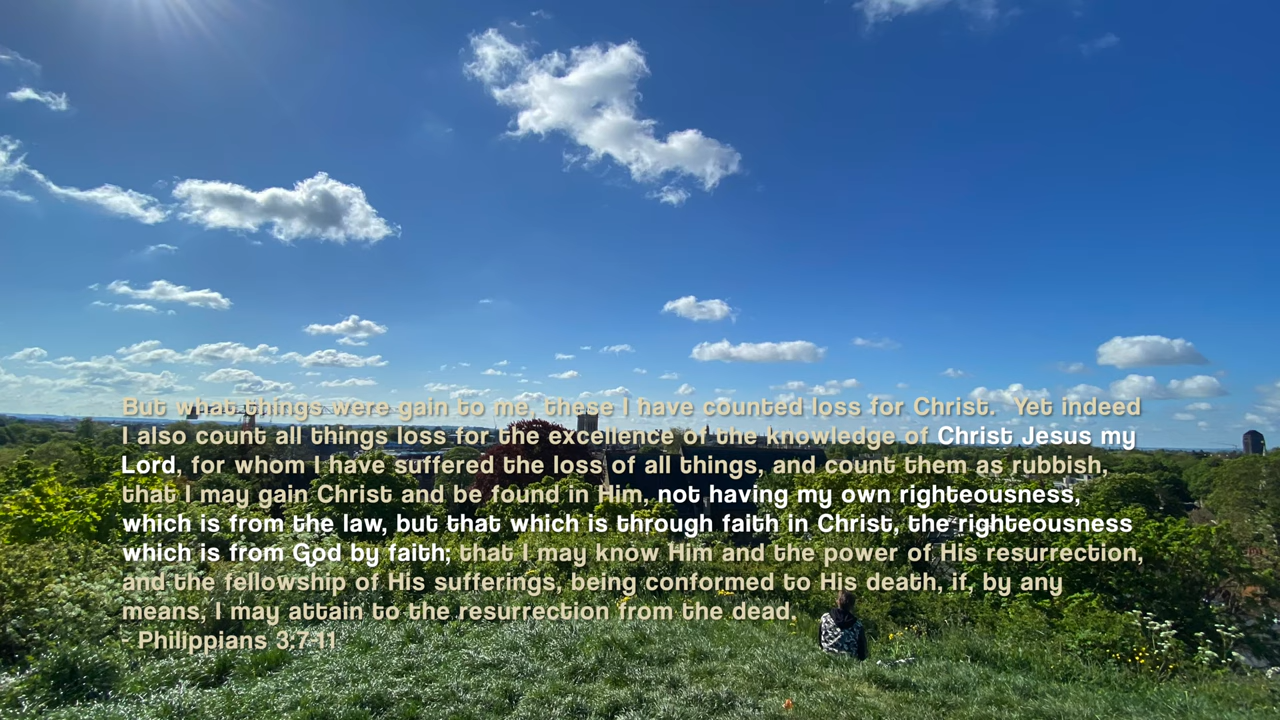 But what things were gain to me, these I have counted loss for Christ.  Yet indeed
I also count all things loss for the excellence of the knowledge of Christ Jesus my
Lord, for whom I have suffered the loss of all things, and count them as rubbish,
that I may gain Christ and be found in Him, not having my own righteousness,
which is from the law, but that which is through faith in Christ, the righteousness
which is from God by faith; that I may know Him and the power of His resurrection,
and the fellowship of His sufferings, being conformed to His death, if, by any
means, I may attain to the resurrection from the dead.
- Philippians 3:7-11